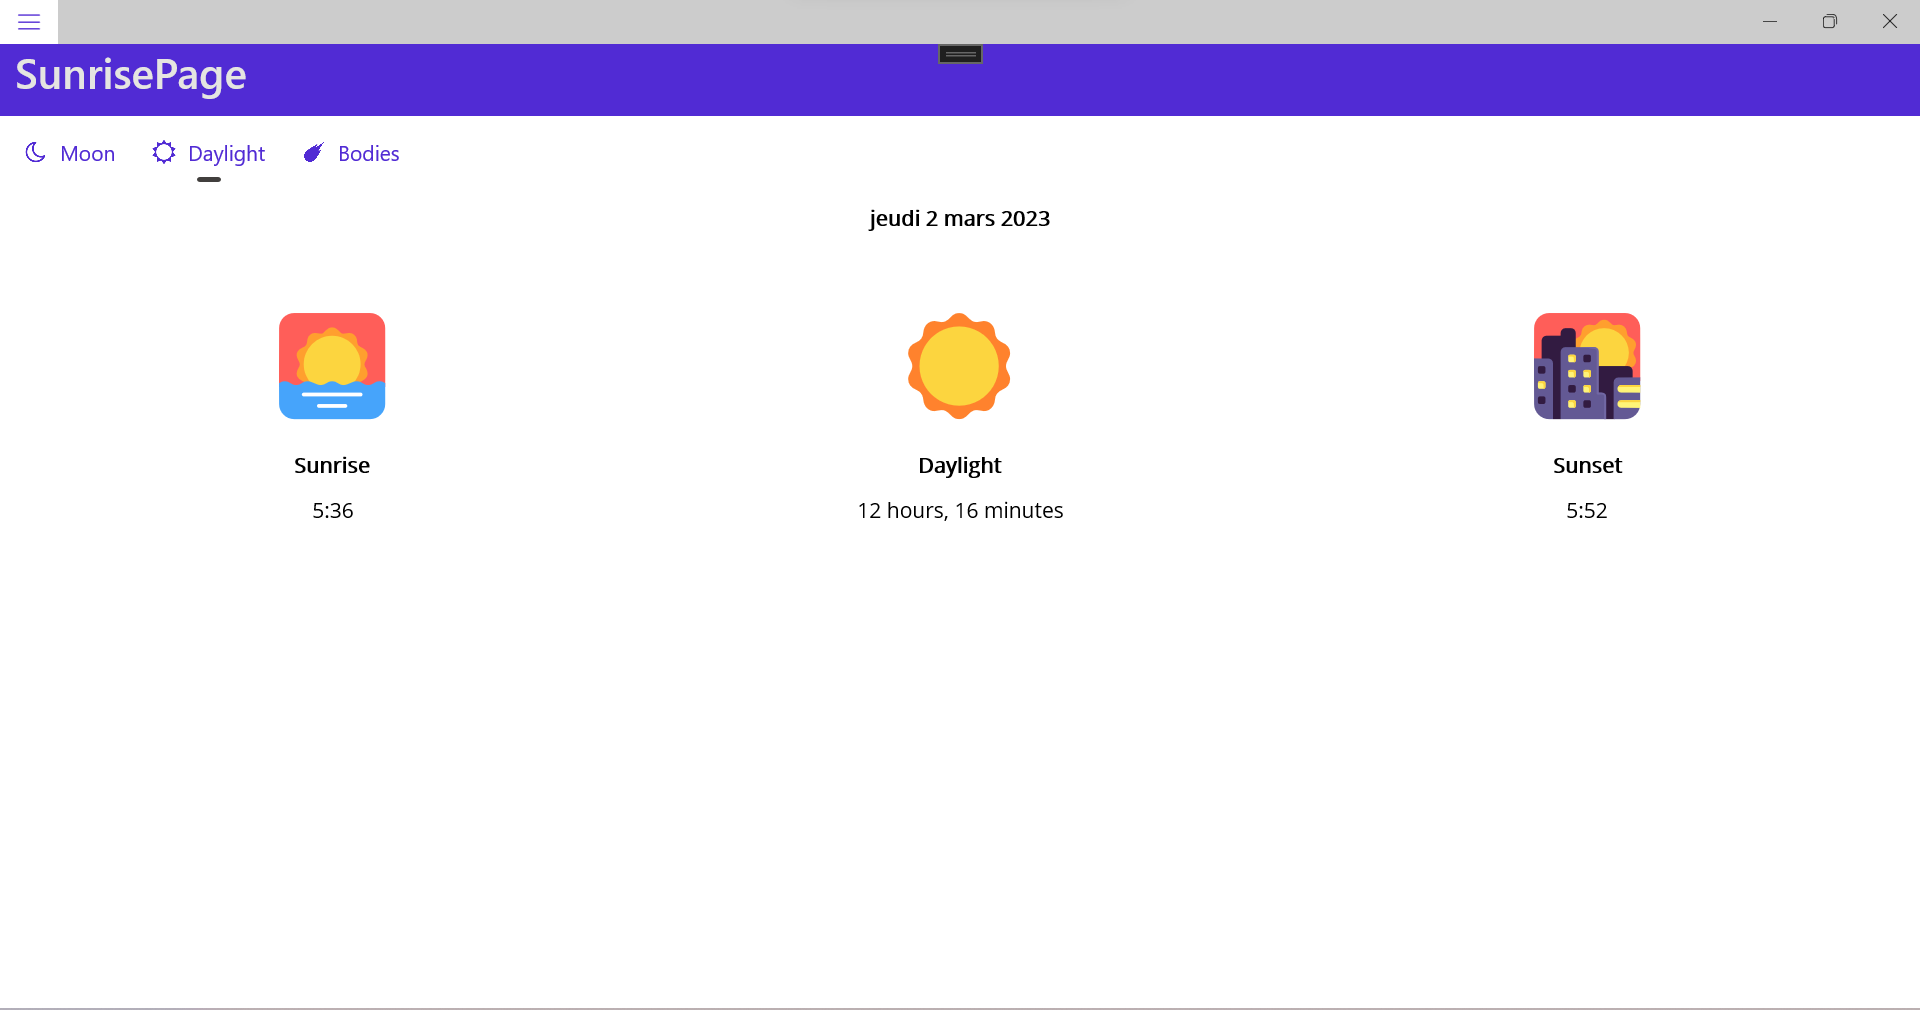 SunrisePage
Moon Daylight Bodies
jeudi 2 mars 2023
Sunrise Daylight Sunset
5:36 12 hours, 16 minutes 5:52